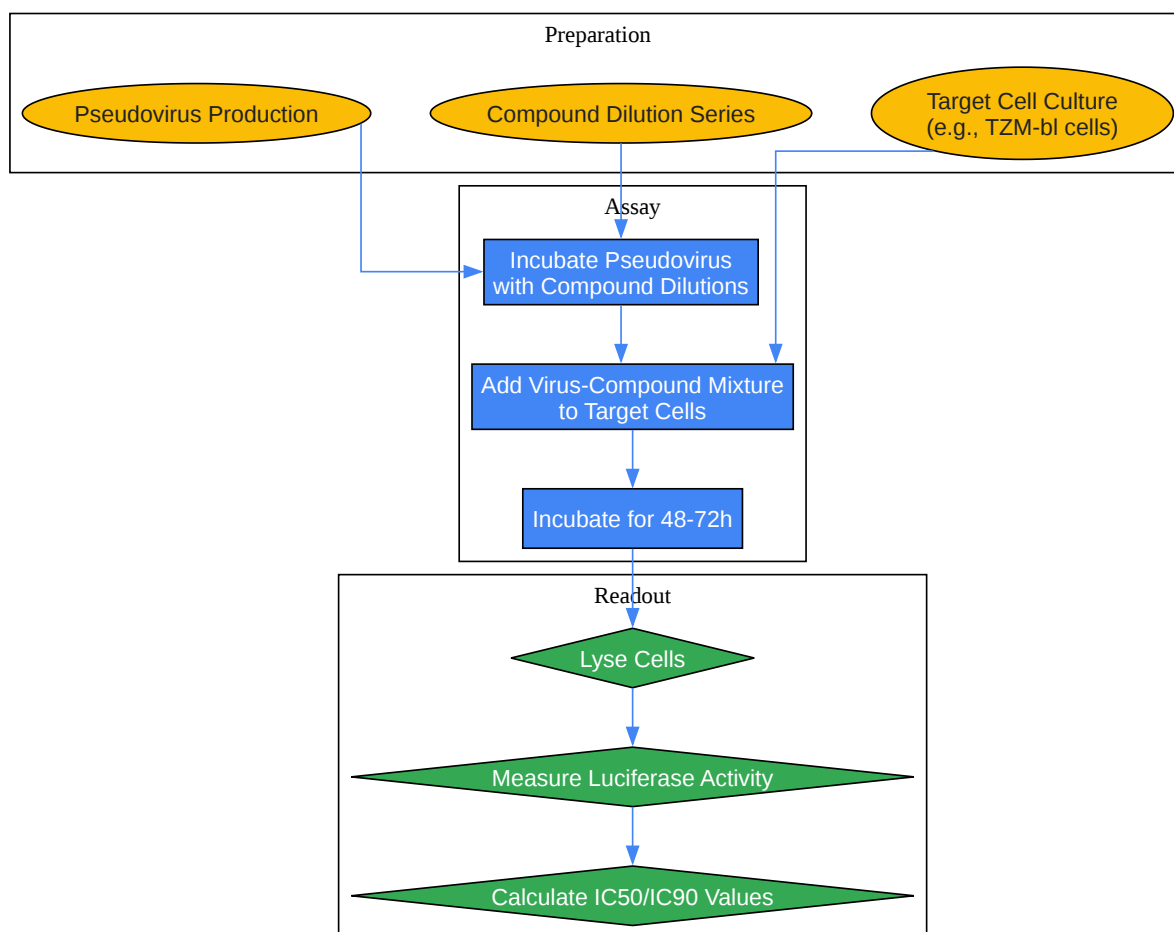 Preparation
Pseudovirus Production
Compound Dilution Series
Target Cell Culture
(e.g., TZM-bl cells)
Assay
Incubate Pseudovirus
with Compound Dilutions
Add Virus-Compound Mixture
to Target Cells
Incubate for 48-72h
Readout
Lyse Cells
Measure Luciferase Activity
Calculate IC50/IC90 Values